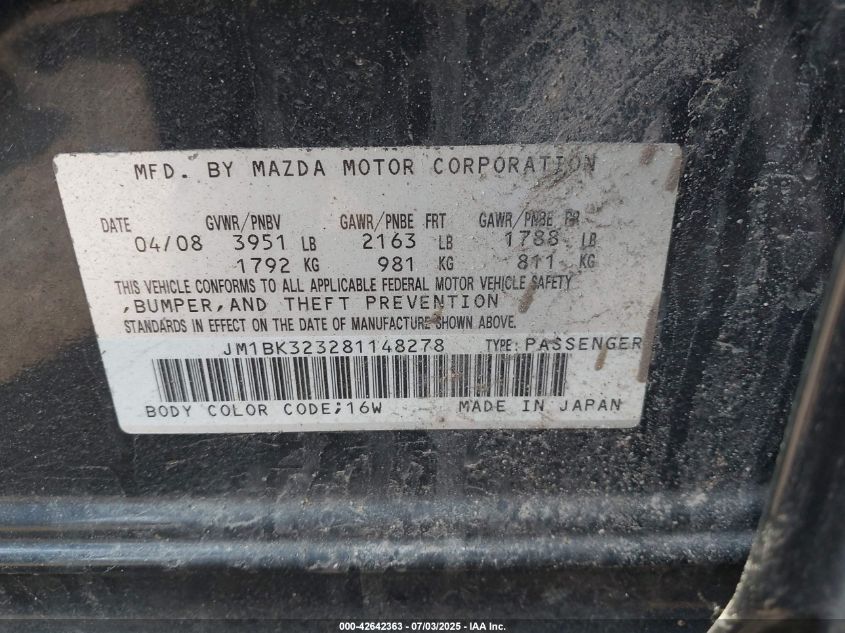 MFD. BY MAZDA MOTOR CORPORATION
DATE GVWR/PNBV GAWR/PNBE FRT GAWR/PNBE RR
04/08 3951 LB 2163 LB 1788 LB
1792 KG 981 KG 811 KG
THIS VEHICLE CONFORMS TO ALL APPLICABLE FEDERAL MOTOR VEHICLE SAFETY
,BUMPER,AND THEFT PREVENTION
STANDARDS IN EFFECT ON THE DATE OF MANUFACTURE SHOWN ABOVE.
JM1BK323281148278 TYPE: PASSENGER
BODY COLOR CODE;16W MADE IN JAPAN
000-42642363 - 07/03/2025 - IAA Inc.